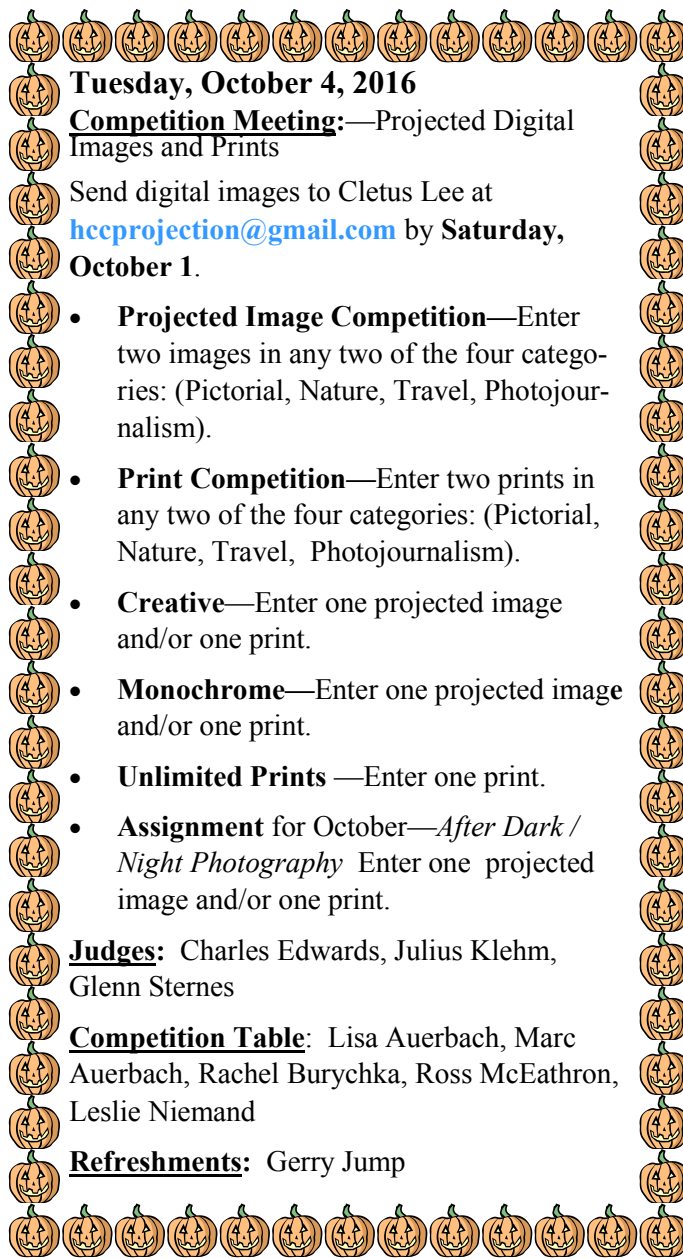 Tuesday, October 4, 2016
Competition Meeting:—Projected Digital
Images and Prints
Send digital images to Cletus Lee at
hccprojection@gmail.com by Saturday,
October 1.
• Projected Image Competition—Enter
two images in any two of the four catego-
ries: (Pictorial, Nature, Travel, Photojour-
nalism).
• Print Competition—Enter two prints in
any two of the four categories: (Pictorial,
Nature, Travel,  Photojournalism).
• Creative—Enter one projected image
and/or one print.
• Monochrome—Enter one projected image
and/or one print.
• Unlimited Prints —Enter one print.
• Assignment for October—After Dark /
Night Photography  Enter one  projected
image and/or one print.
Judges:  Charles Edwards, Julius Klehm,
Glenn Sternes
Competition Table:  Lisa Auerbach, Marc
Auerbach, Rachel Burychka, Ross McEathron,
Leslie Niemand
Refreshments:  Gerry Jump